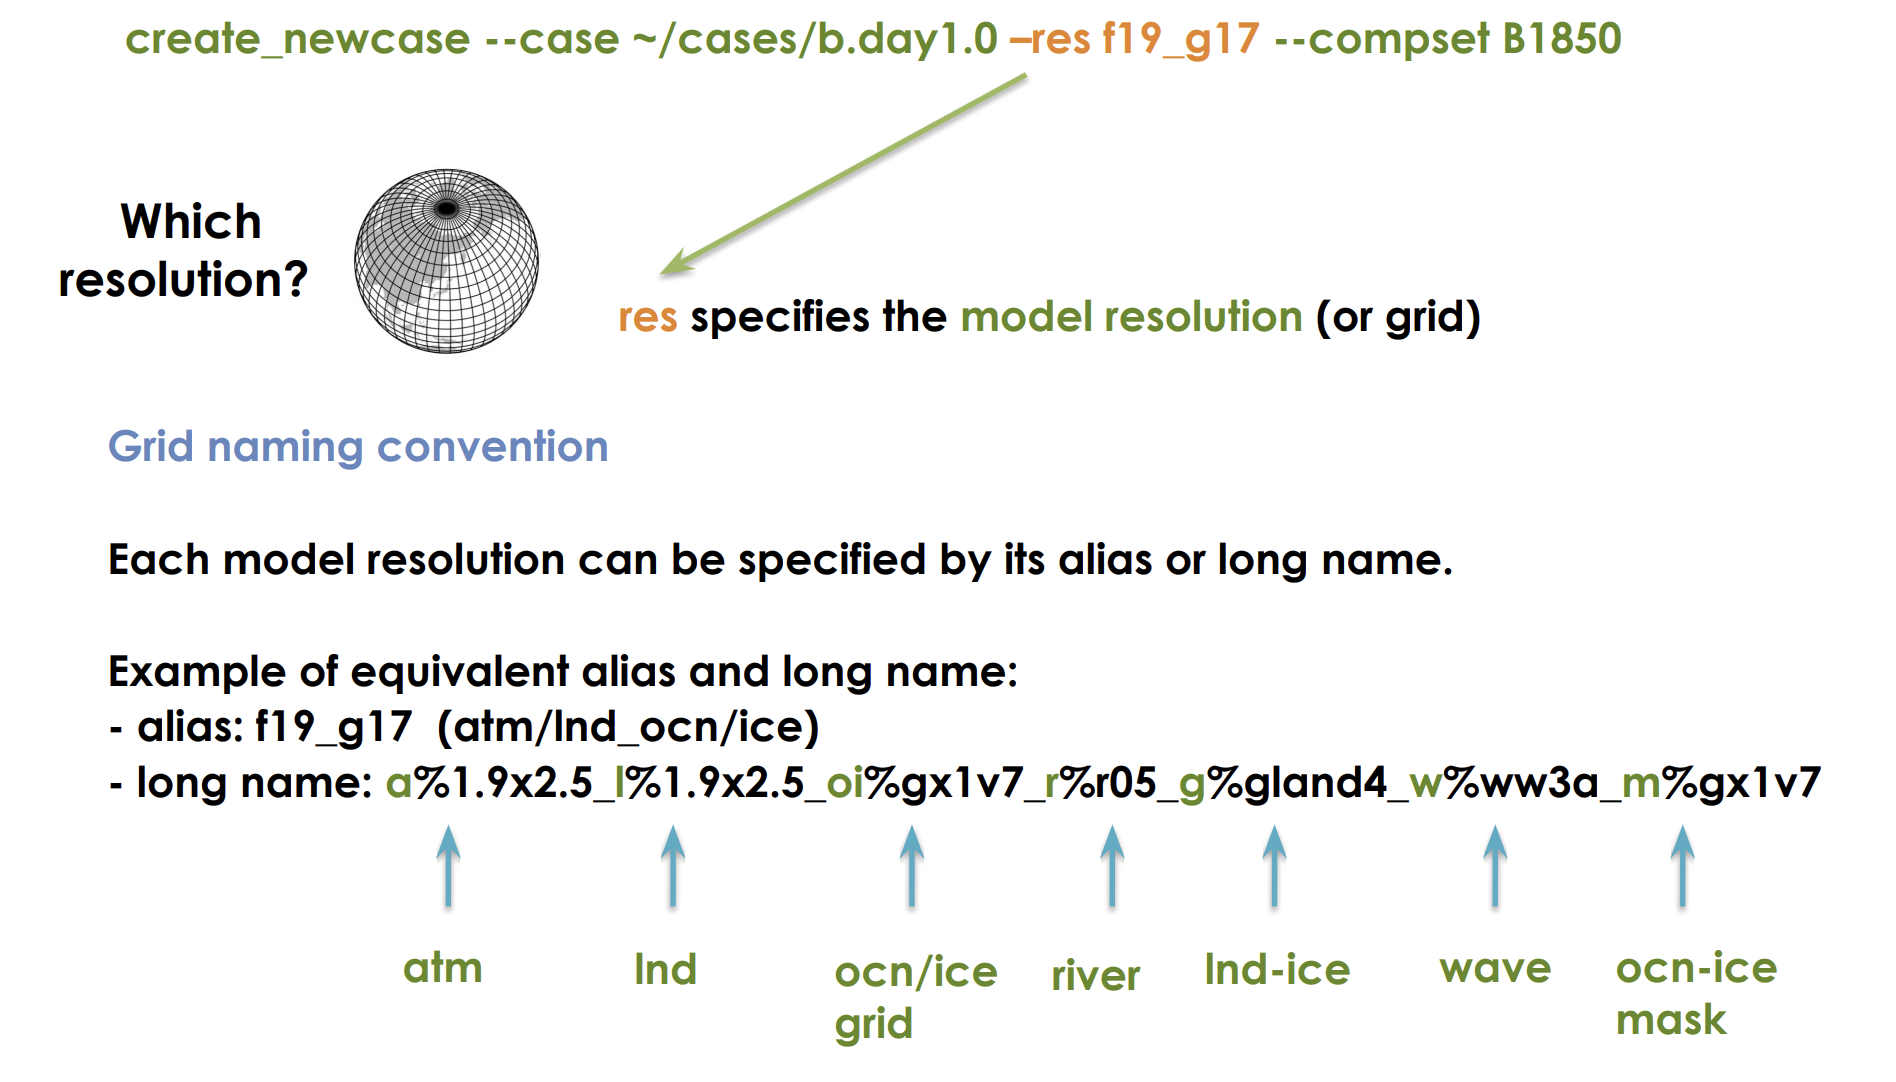 create_newcase --case ~/cases/b.day1.0 –res f19_g17 --compset B1850
Which
resolution?
res specifies the model resolution (or grid)
Grid naming convention
Each model resolution can be specified by its alias or long name.
Example of equivalent alias and long name:
- alias: f19_g17 (atm/lnd_ocn/ice)
- long name: a%1.9x2.5_l%1.9x2.5_oi%gx1v7_r%r05_g%gland4_w%ww3a_m%gx1v7
atm
lnd
ocn/ice
grid
river
lnd-ice
wave
ocn-ice
mask